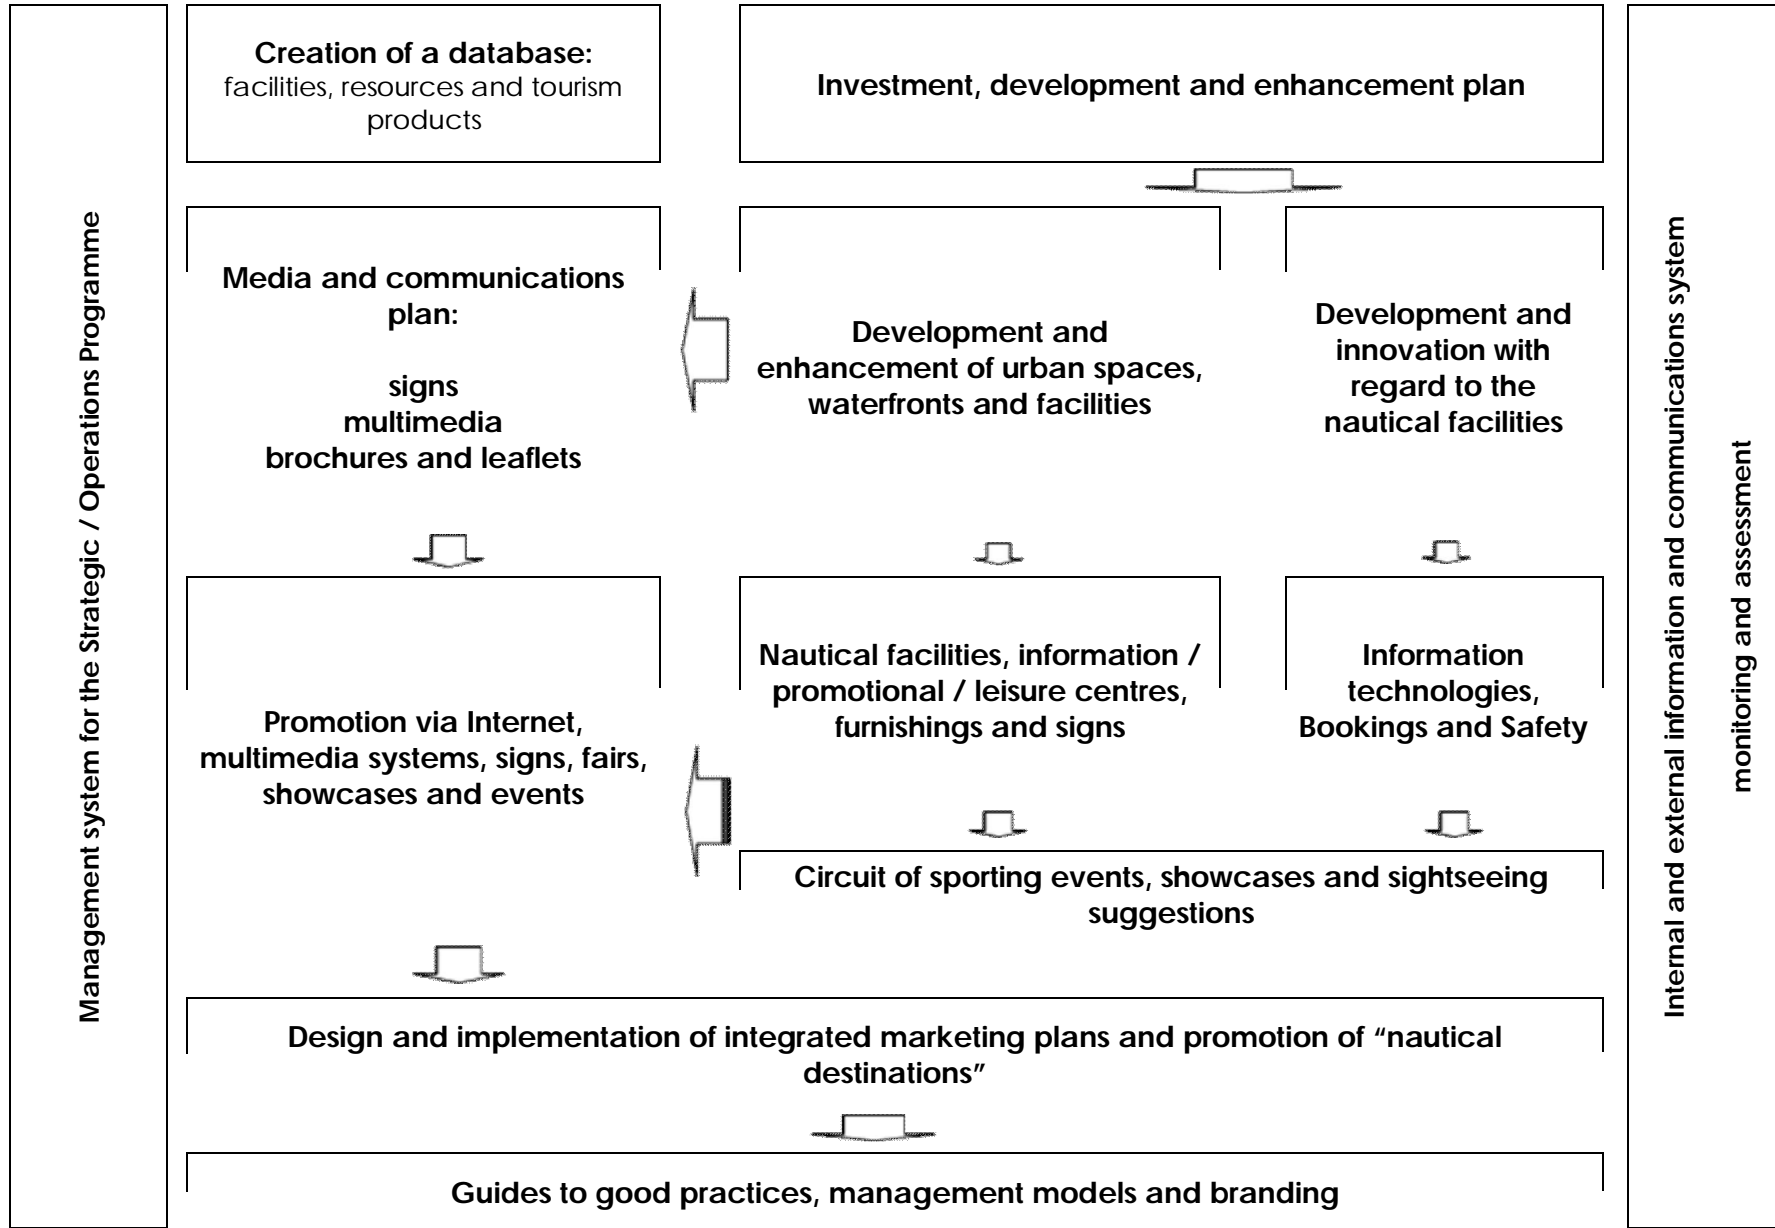 Management system for the Strategic / Operations Programme
Creation of a database:
facilities, resources and tourism
products
Investment, development and enhancement plan
Media and communications
plan:
signs
multimedia
brochures and leaflets
Development and
enhancement of urban spaces,
waterfronts and facilities
Development and
innovation with
regard to the
nautical facilities
Promotion via Internet,
multimedia systems, signs, fairs,
showcases and events
Nautical facilities, information /
promotional / leisure centres,
furnishings and signs
Information
technologies,
Bookings and Safety
Circuit of sporting events, showcases and sightseeing
suggestions
Design and implementation of integrated marketing plans and promotion of “nautical
destinations”
Guides to good practices, management models and branding
Internal and external information and communications system
monitoring and assessment